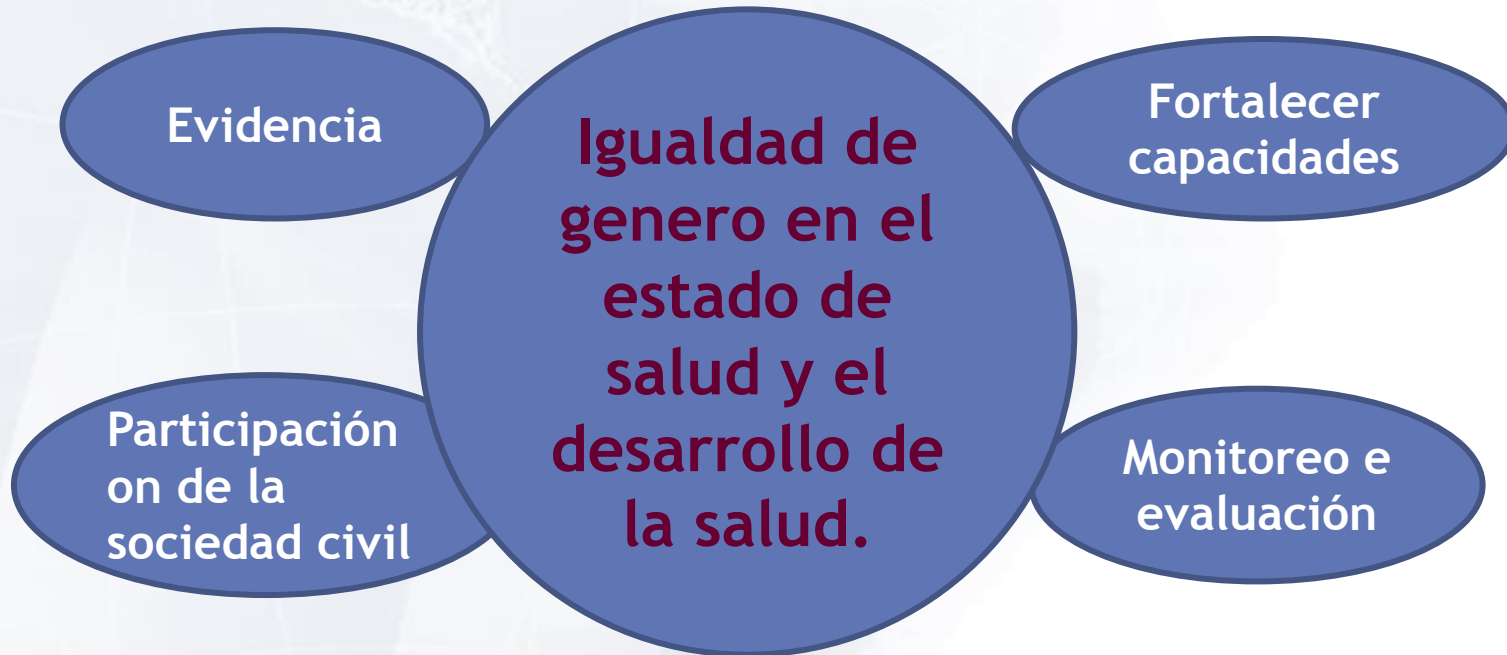 Evidencia
Igualdad de
genero en el
estado de
salud y el
desarrollo de
la salud.
Fortalecer
capacidades
Participación
on de la
sociedad civil
Monitoreo e
evaluación